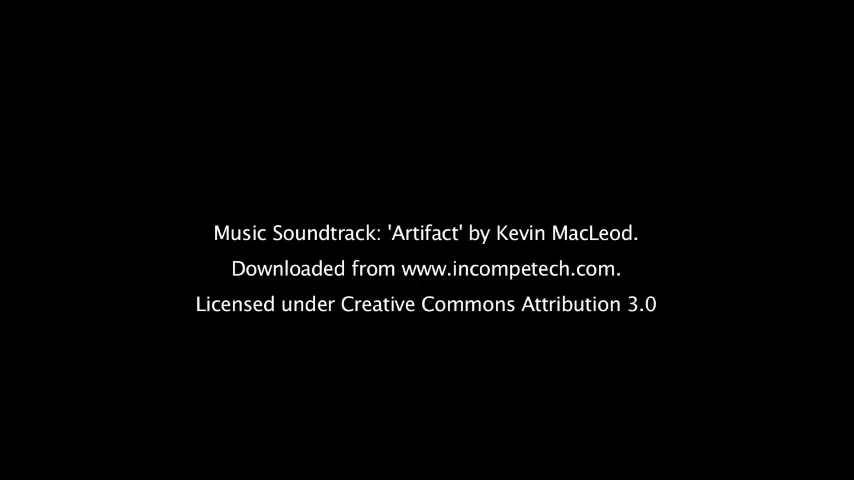 Music Soundtrack: 'Artifact' by Kevin MacLeod.
Downloaded from www.incompetech.com.
Licensed under Creative Commons Attribution 3.0